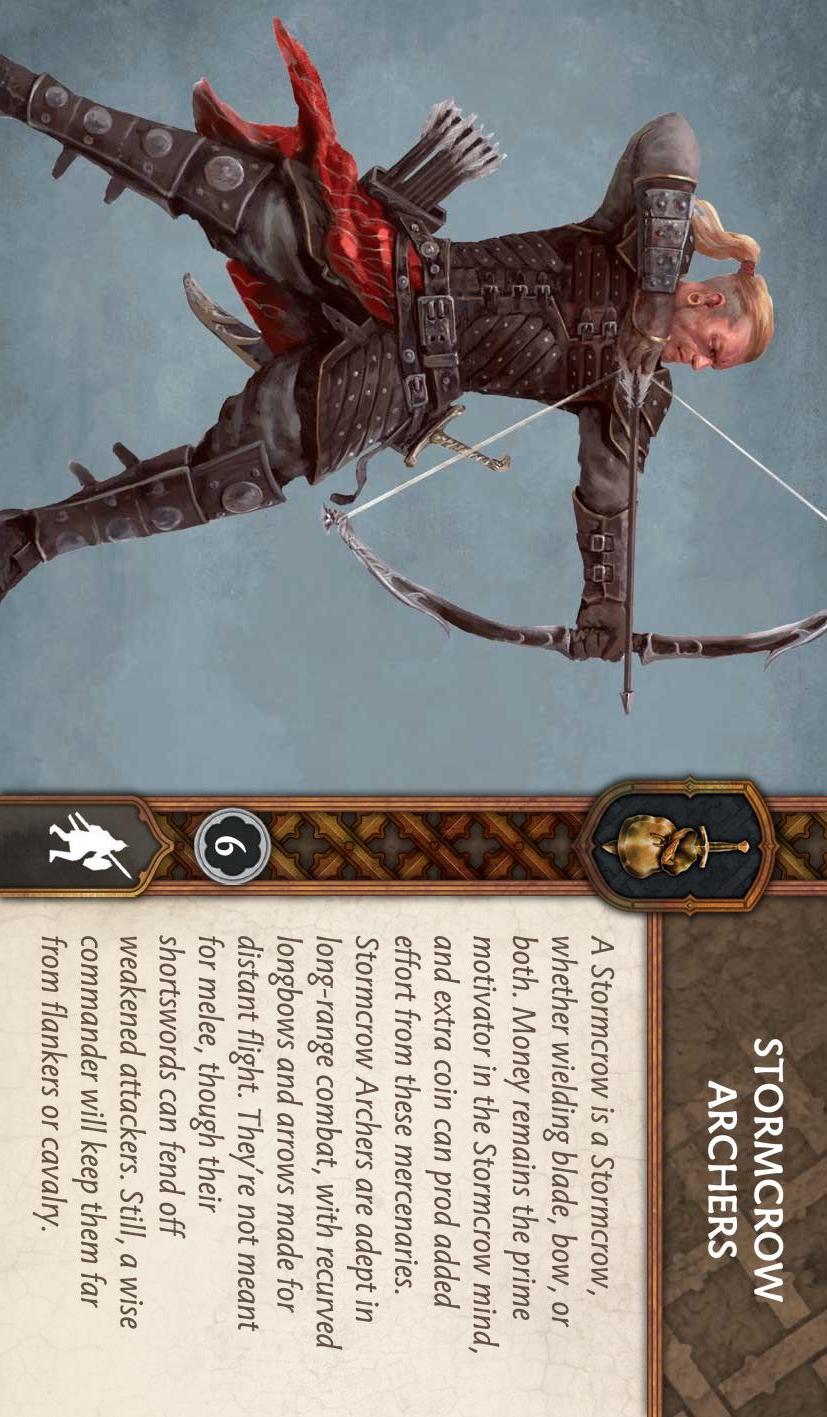 STORMCROW
ARCHERS
A Stormcrow is a Stormcrow,
whether wielding blade, bow, or
both. Money remains the prime
motivator in the Stormcrow mind,
and extra coin can prod added
effort from these mercenaries.
Stormcrow Archers are adept in
long-range combat, with recurved
longbows and arrows made for
distant flight. They're not meant
for melee, though their
shortswords can fend off
weakened attackers. Still, a wise
commander will keep them far
from flankers or cavalry.
6